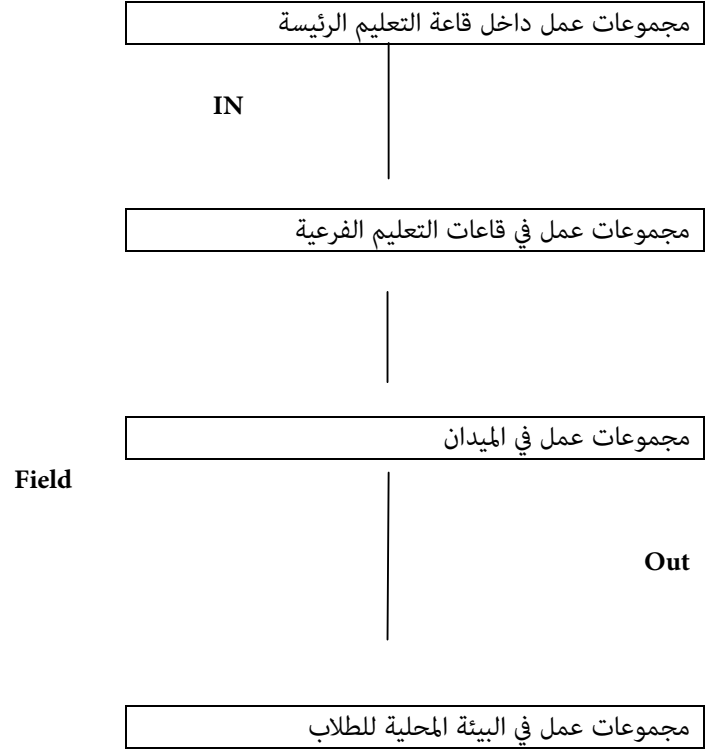 مجموعات عمل داخل قاعة التعليم الرئيسة
IN
مجموعات عمل في قاعات التعليم الفرعية
مجموعات عمل في الميدان
Field
Out
مجموعات عمل في البيئة المحلية للطلاب